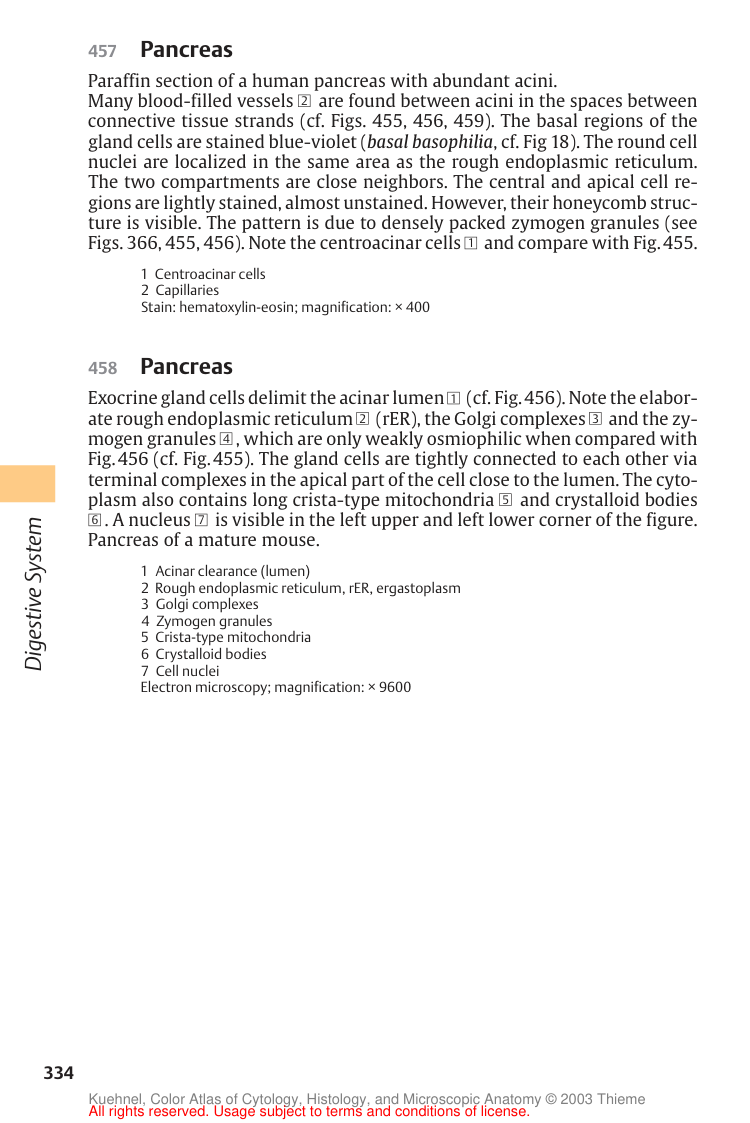 457 Pancreas
Paraffin section of a human pancreas with abundant acini.
Many blood-filled vessels 2 are found between acini in the spaces between
connective tissue strands (cf. Figs. 455, 456, 459). The basal regions of the
gland cells are stained blue-violet (basal basophilia, cf. Fig 18). The round cell
nuclei are localized in the same area as the rough endoplasmic reticulum.
The two compartments are close neighbors. The central and apical cell re-
gions are lightly stained, almost unstained. However, their honeycomb struc-
ture is visible. The pattern is due to densely packed zymogen granules (see
Figs. 366, 455, 456). Note the centroacinar cells 1 and compare with Fig. 455.
1 Centroacinar cells
2 Capillaries
Stain: hematoxylin-eosin; magnification: × 400
458 Pancreas
Exocrine gland cells delimit the acinar lumen 1 (cf. Fig. 456). Note the elabor-
ate rough endoplasmic reticulum 2 (rER), the Golgi complexes 3 and the zy-
mogen granules 4, which are only weakly osmiophilic when compared with
Fig. 456 (cf. Fig. 455). The gland cells are tightly connected to each other via
terminal complexes in the apical part of the cell close to the lumen. The cyto-
plasm also contains long crista-type mitochondria 5 and crystalloid bodies
6. A nucleus 7 is visible in the left upper and left lower corner of the figure.
Pancreas of a mature mouse.
1 Acinar clearance (lumen)
2 Rough endoplasmic reticulum, rER, ergastoplasm
3 Golgi complexes
4 Zymogen granules
5 Crista-type mitochondria
6 Crystalloid bodies
7 Cell nuclei
Electron microscopy; magnification: × 9600
Digestive System
334
Kuehnel, Color Atlas of Cytology, Histology, and Microscopic Anatomy © 2003 Thieme
All rights reserved. Usage subject to terms and conditions of license.